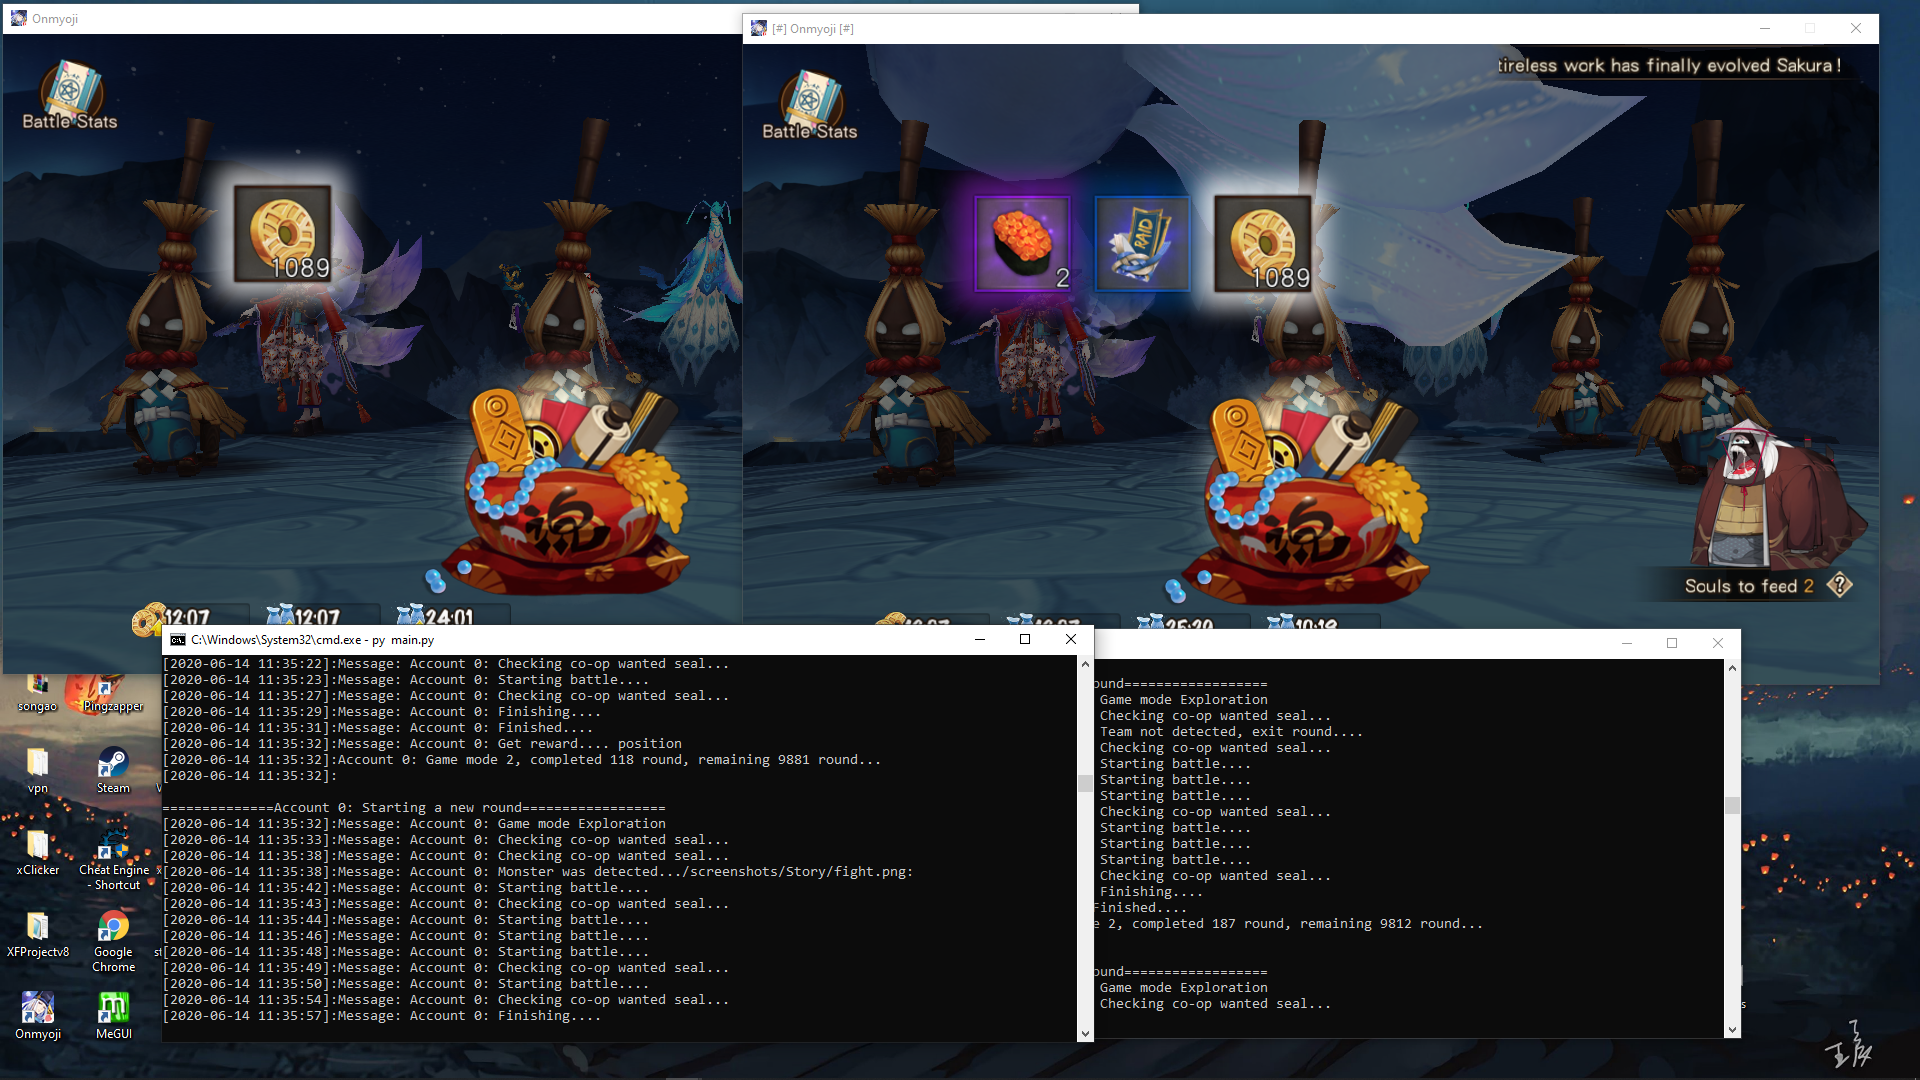 Onmyoji
Battle Stats
1089
12:07
12:07
24:01
[#] Onmyoji [#]
tireless work has finally evolved Sakura!
Battle Stats
2
RAID
1089
Souls to feed 2
?
25:20
10:19
songao
Pingzapper
vpn
Steam
xClicker
Cheat Engine - Shortcut
XFProjectv8
Google Chrome
Onmyoji
MeGUI
C:\Windows\System32\cmd.exe - py main.py
[2020-06-14 11:35:22]:Message: Account 0: Checking co-op wanted seal...
[2020-06-14 11:35:23]:Message: Account 0: Starting battle....
[2020-06-14 11:35:27]:Message: Account 0: Checking co-op wanted seal...
[2020-06-14 11:35:29]:Message: Account 0: Finishing....
[2020-06-14 11:35:31]:Message: Account 0: Finished....
[2020-06-14 11:35:32]:Message: Account 0: Get reward.... position
[2020-06-14 11:35:32]:Account 0: Game mode 2, completed 118 round, remaining 9881 round...
[2020-06-14 11:35:32]:
==============Account 0: Starting a new round==================
[2020-06-14 11:35:32]:Message: Account 0: Game mode Exploration
[2020-06-14 11:35:33]:Message: Account 0: Checking co-op wanted seal...
[2020-06-14 11:35:38]:Message: Account 0: Checking co-op wanted seal...
[2020-06-14 11:35:38]:Message: Account 0: Monster was detected.../screenshots/Story/fight.png:
[2020-06-14 11:35:42]:Message: Account 0: Starting battle....
[2020-06-14 11:35:43]:Message: Account 0: Checking co-op wanted seal...
[2020-06-14 11:35:44]:Message: Account 0: Starting battle....
[2020-06-14 11:35:46]:Message: Account 0: Starting battle....
[2020-06-14 11:35:48]:Message: Account 0: Starting battle....
[2020-06-14 11:35:49]:Message: Account 0: Checking co-op wanted seal...
[2020-06-14 11:35:50]:Message: Account 0: Starting battle....
[2020-06-14 11:35:54]:Message: Account 0: Checking co-op wanted seal...
[2020-06-14 11:35:57]:Message: Account 0: Finishing....
ound==================
Game mode Exploration
Checking co-op wanted seal...
Team not detected, exit round....
Checking co-op wanted seal...
Starting battle....
Starting battle....
Starting battle....
Checking co-op wanted seal...
Starting battle....
Starting battle....
Starting battle....
Checking co-op wanted seal...
Finishing....
Finished....
e 2, completed 187 round, remaining 9812 round...
ound==================
Game mode Exploration
Checking co-op wanted seal...